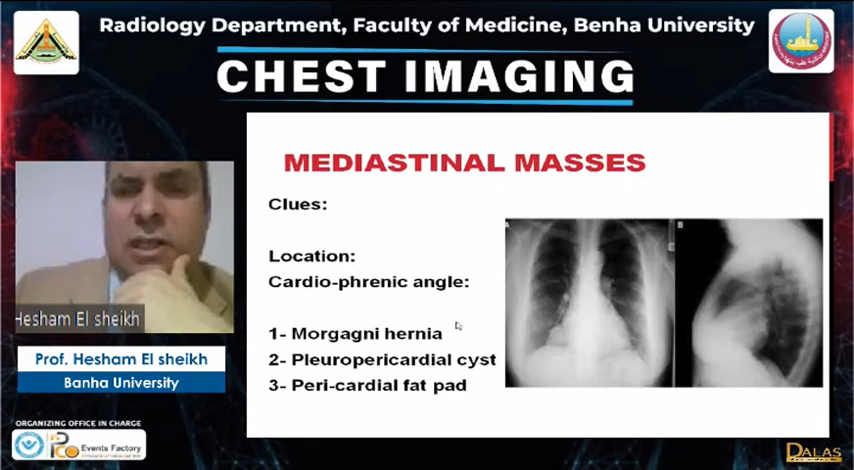 Radiology Department, Faculty of Medicine, Benha University
CHEST IMAGING
MEDIASTINAL MASSES
Clues:
Location:
Cardio-phrenic angle:
1- Morgagni hernia
2- Pleuropericardial cyst
3- Peri-cardial fat pad
A
B
Hesham El sheikh
Prof. Hesham El sheikh
Banha University
ORGANIZING OFFICE IN CHARGE
Events Factory
DALAS